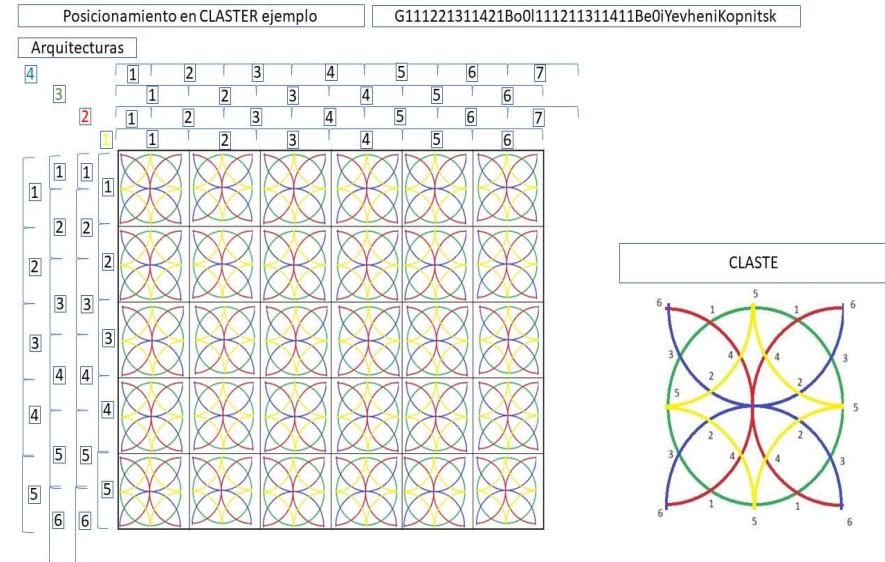 Posicionamiento en CLASTER ejemplo
G111221311421Bo0l111211311411Be0iYevheniKopnitsk
Arquitecturas
4 1 2 3 4 5 6 7
3 1 2 3 4 5 6
2 1 2 3 4 5 6 7
1 1 2 3 4 5 6
1 1
1 1
2 2
2 2
3 3
3 3
4 4
4 4
5 5
5 5
6 6
CLASTE
5
6 1 1 6
3 4 4 3
2 2
5 5
2 2
3 4 4 3
6 1 1 6
5